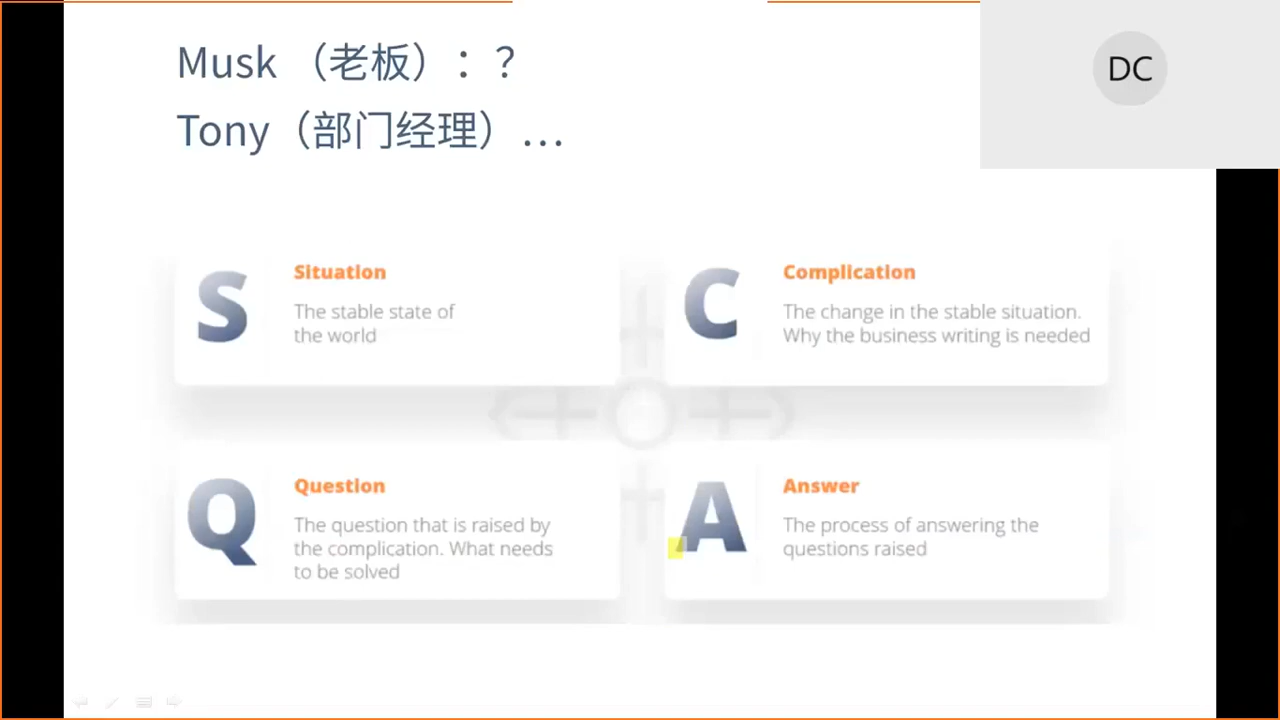 Musk （老板）：？
Tony（部门经理）...
DC
S
Situation
The stable state of
the world
C
Complication
The change in the stable situation.
Why the business writing is needed
Q
Question
The question that is raised by
the complication. What needs
to be solved
A
Answer
The process of answering the
questions raised